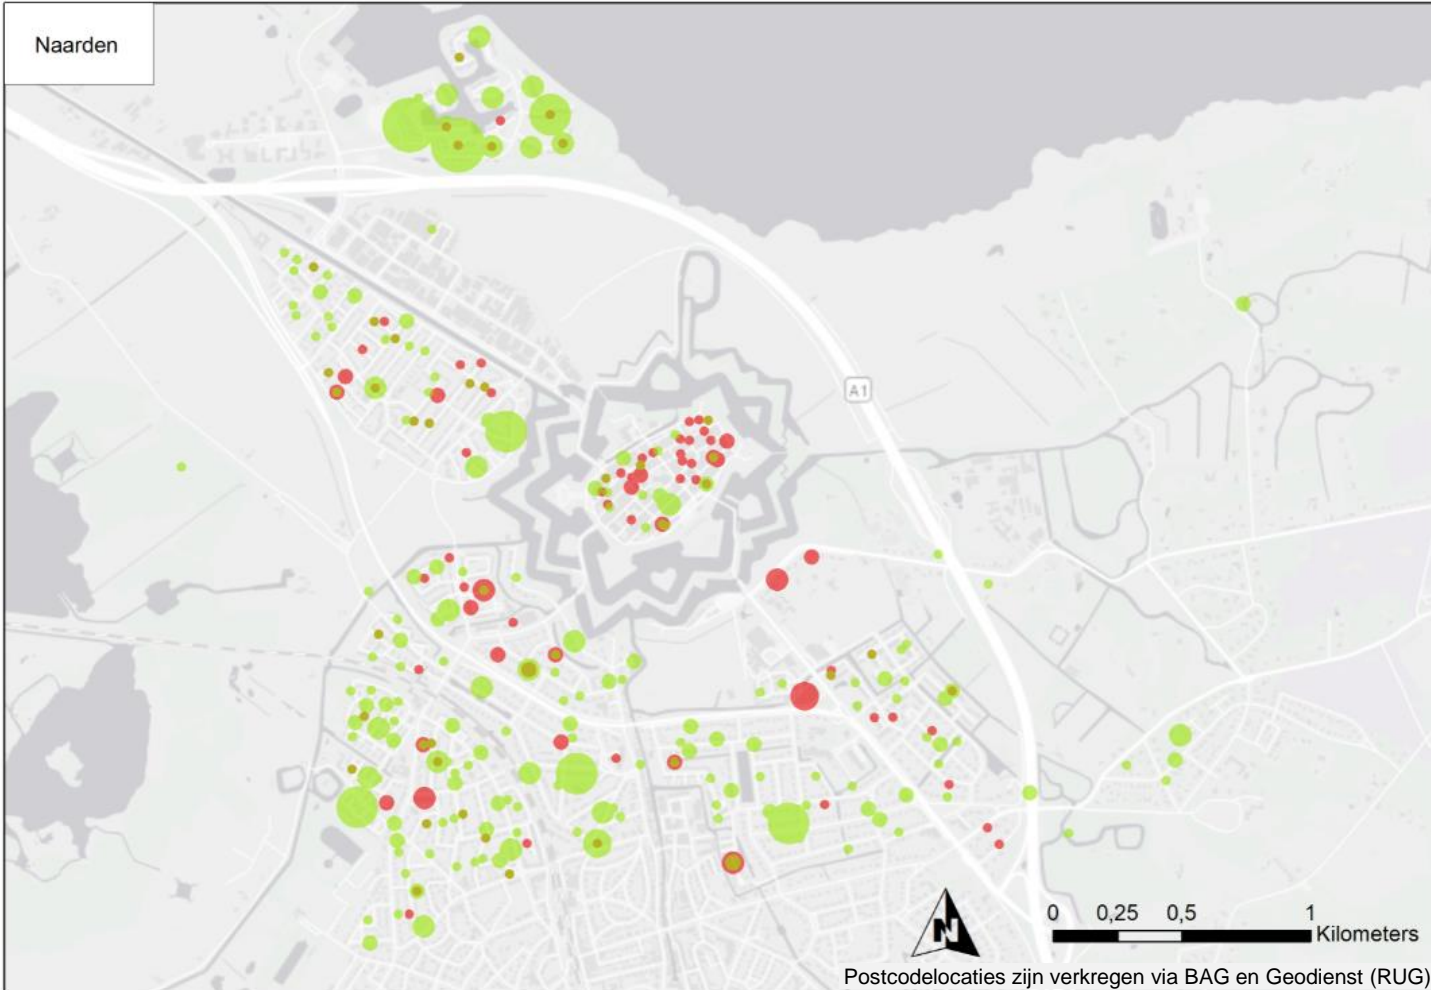 Naarden
A1
N
0 0,25 0,5 1
Kilometers
Postcodelocaties zijn verkregen via BAG en Geodienst (RUG)